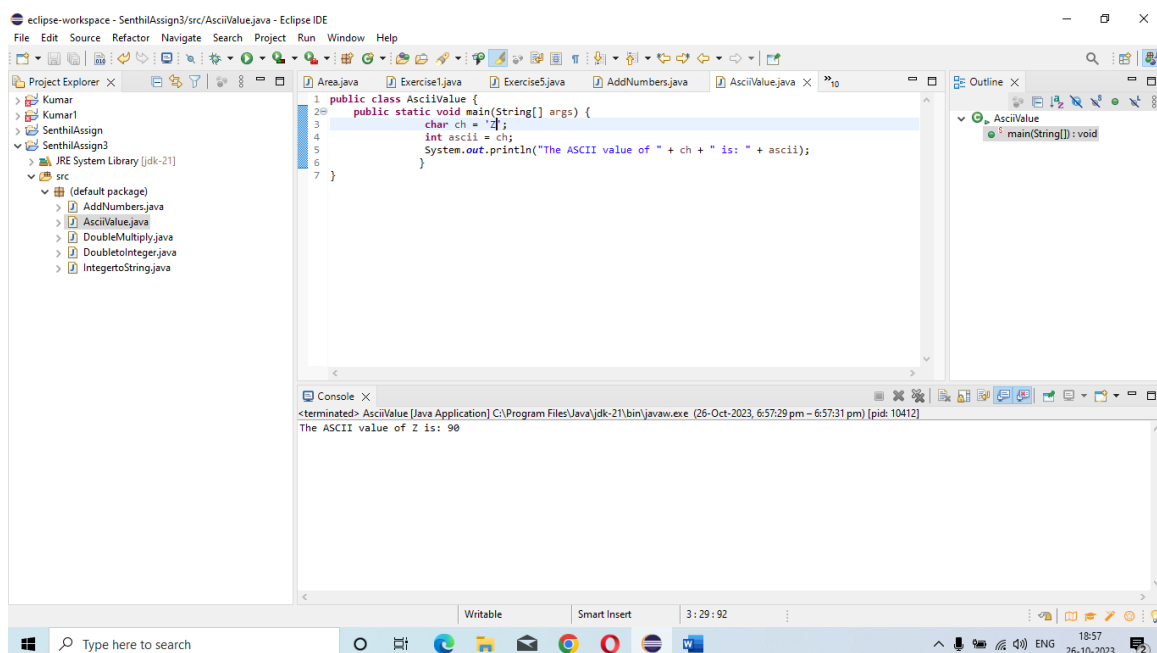 eclipse-workspace - SenthilAssign3/src/AsciiValue.java - Eclipse IDE
File Edit Source Refactor Navigate Search Project Run Window Help
Project Explorer
Kumar
Kumar1
SenthilAssign
SenthilAssign3
JRE System Library [jdk-21]
src
(default package)
AddNumbers.java
AsciiValue.java
DoubleMultiply.java
DoubletoInteger.java
IntegertoString.java
Area.java Exercise1.java Exercise5.java AddNumbers.java AsciiValue.java »10
1 public class AsciiValue {
2 public static void main(String[] args) {
3 char ch = 'Z';
4 int ascii = ch;
5 System.out.println("The ASCII value of " + ch + " is: " + ascii);
6 }
7 }
Outline
AsciiValue
main(String[]) : void
Console
<terminated> AsciiValue [Java Application] C:\Program Files\Java\jdk-21\bin\javaw.exe (26-Oct-2023, 6:57:29 pm – 6:57:31 pm) [pid: 10412]
The ASCII value of Z is: 90
Writable Smart Insert 3 : 29 : 92
Type here to search
ENG
18:57
26-10-2023
2